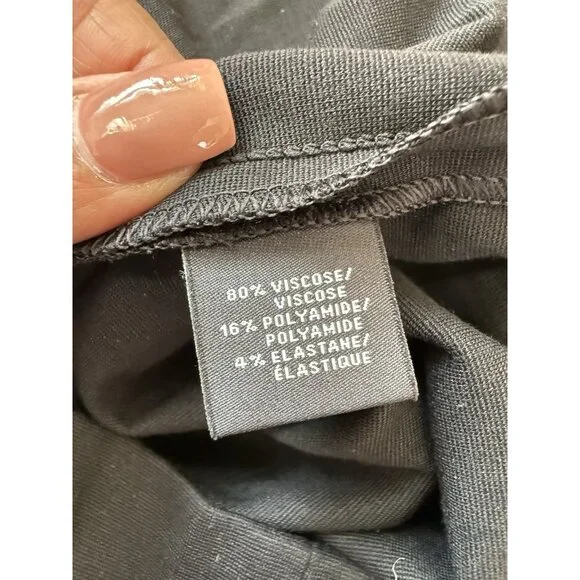 80% VISCOSE/
VISCOSE
16% POLYAMIDE/
POLYAMIDE
4% ELASTANE/
ÉLASTIQUE